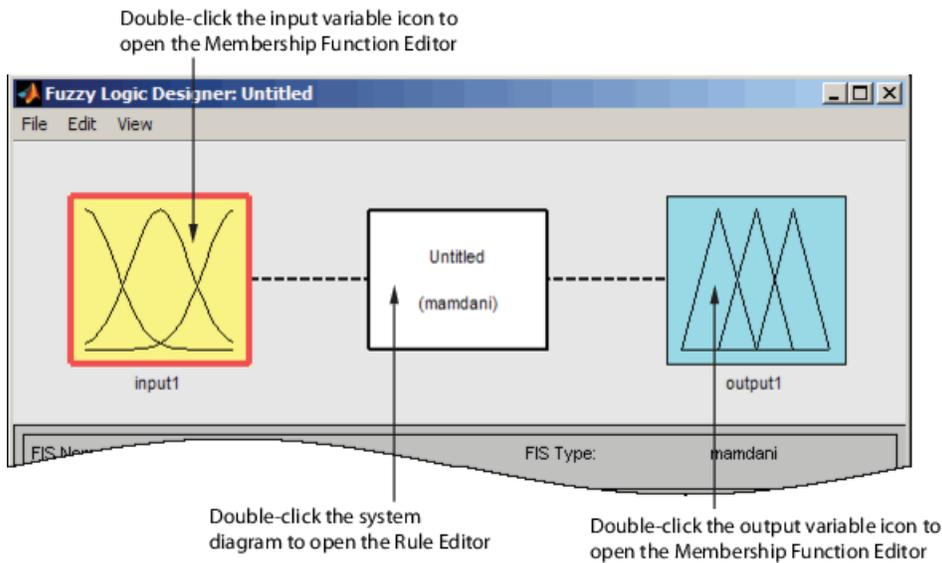 Double-click the input variable icon to
open the Membership Function Editor
Fuzzy Logic Designer: Untitled
File Edit View
Untitled
(mamdani)
input1
output1
FIS
FIS Type: mamdani
Double-click the system
diagram to open the Rule Editor
Double-click the output variable icon to
open the Membership Function Editor